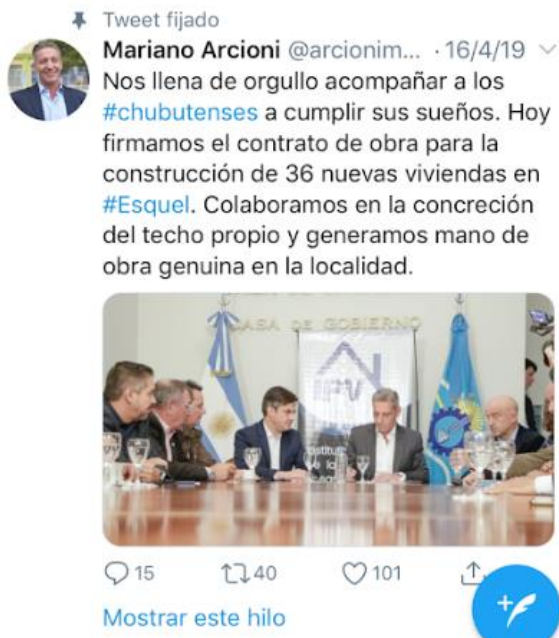 Tweet fijado
Mariano Arcioni @arcionim... · 16/4/19
Nos llena de orgullo acompañar a los
#chubutenses a cumplir sus sueños. Hoy
firmamos el contrato de obra para la
construcción de 36 nuevas viviendas en
#Esquel. Colaboramos en la concreción
del techo propio y generamos mano de
obra genuina en la localidad.
CASA DE GOBIERNO
IPV
15 40 101
Mostrar este hilo